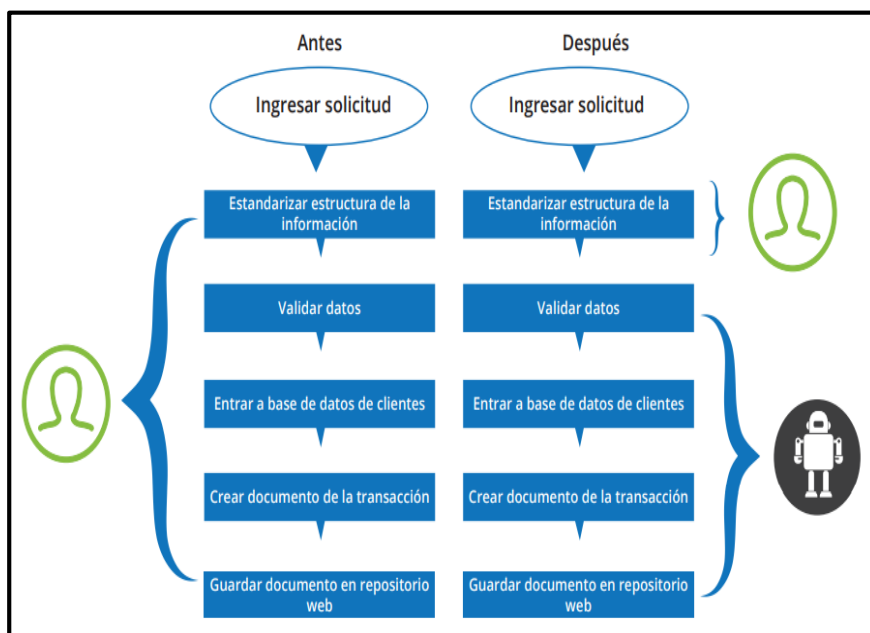 Antes
Ingresar solicitud
Estandarizar estructura de la
información
Validar datos
Entrar a base de datos de clientes
Crear documento de la transacción
Guardar documento en repositorio
web
Después
Ingresar solicitud
Estandarizar estructura de la
información
Validar datos
Entrar a base de datos de clientes
Crear documento de la transacción
Guardar documento en repositorio
web